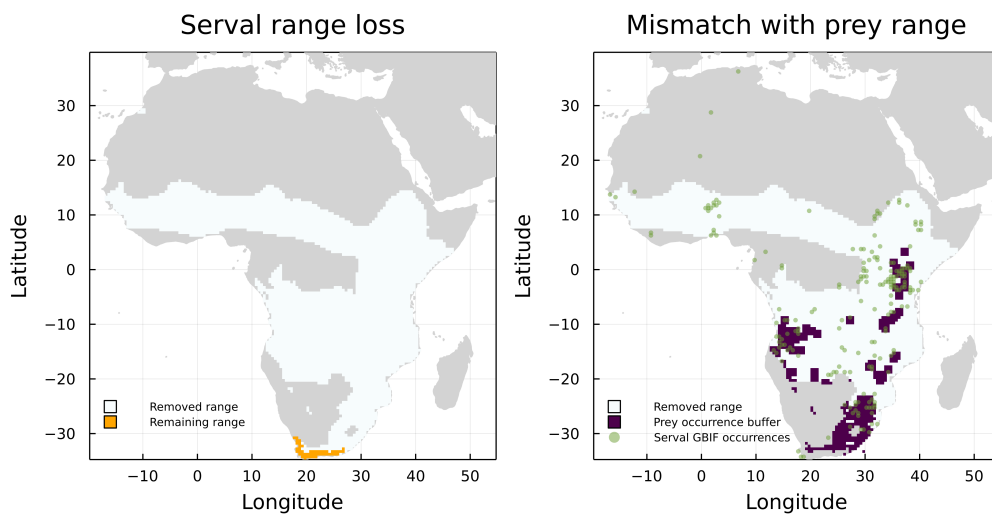 Serval range loss
Latitude
30
20
10
0
−10
−20
−30
Removed range
Remaining range
−10
0
10
20
30
40
50
Longitude
Mismatch with prey range
Latitude
30
20
10
0
−10
−20
−30
Removed range
Prey occurrence buffer
Serval GBIF occurrences
−10
0
10
20
30
40
50
Longitude